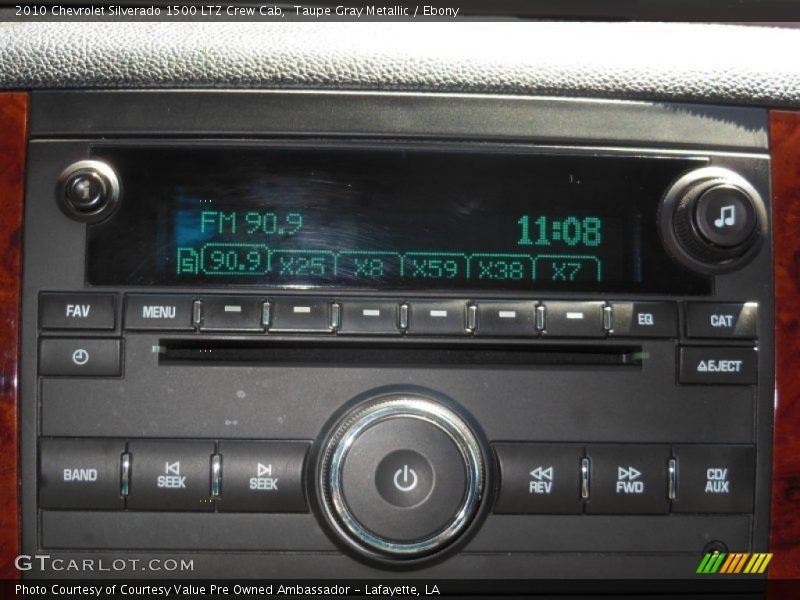 2010 Chevrolet Silverado 1500 LTZ Crew Cab, Taupe Gray Metallic / Ebony
FM 90.9 11:08
90.9 X25 X8 X59 X38 X7
FAV MENU EQ CAT
EJECT
BAND SEEK SEEK REV FWD CD/
AUX
GTCARLOT.COM
Photo Courtesy of Courtesy Value Pre Owned Ambassador - Lafayette, LA